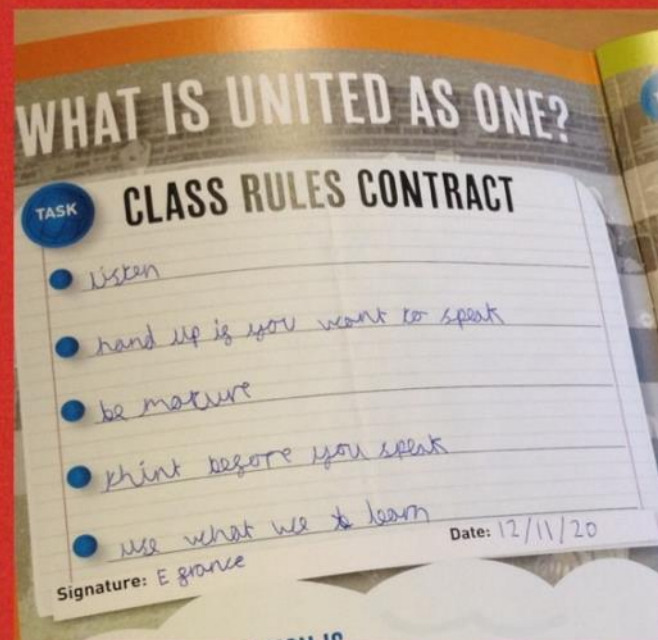 WHAT IS UNITED AS ONE?
TASK
CLASS RULES CONTRACT
listen
hand up if you want to speak
be mature
think before you speak
use what we learn
Date: 12/11/20
Signature: E france